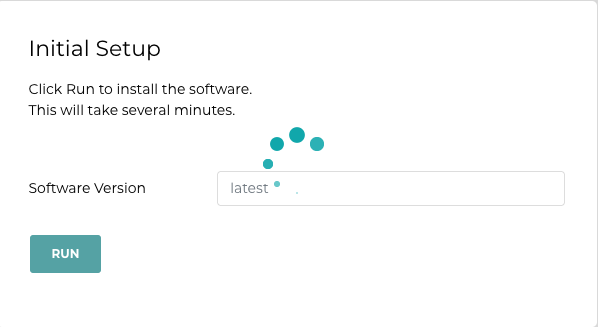 Initial Setup
Click Run to install the software.
This will take several minutes.
Software Version
latest
RUN